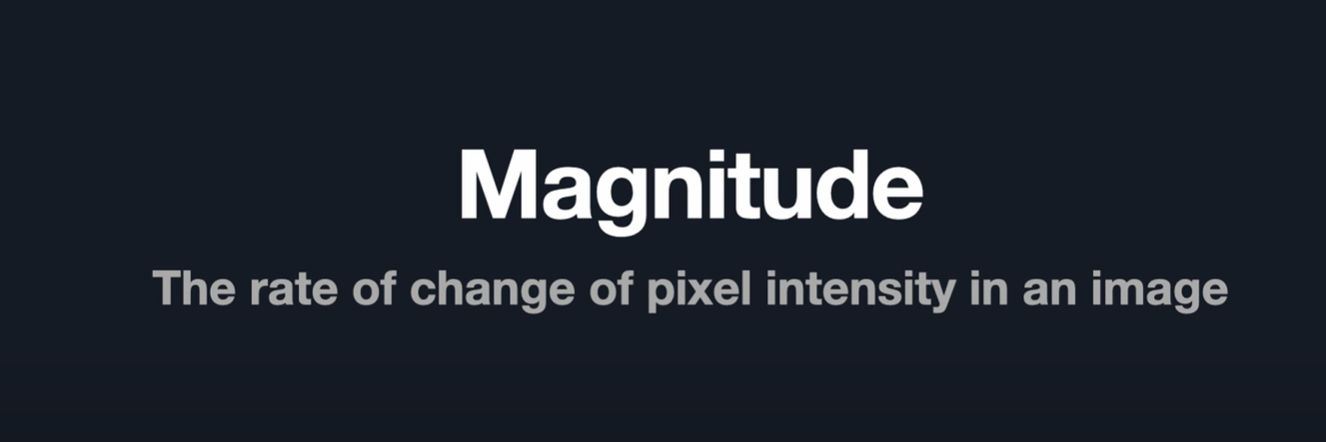 Magnitude
The rate of change of pixel intensity in an image